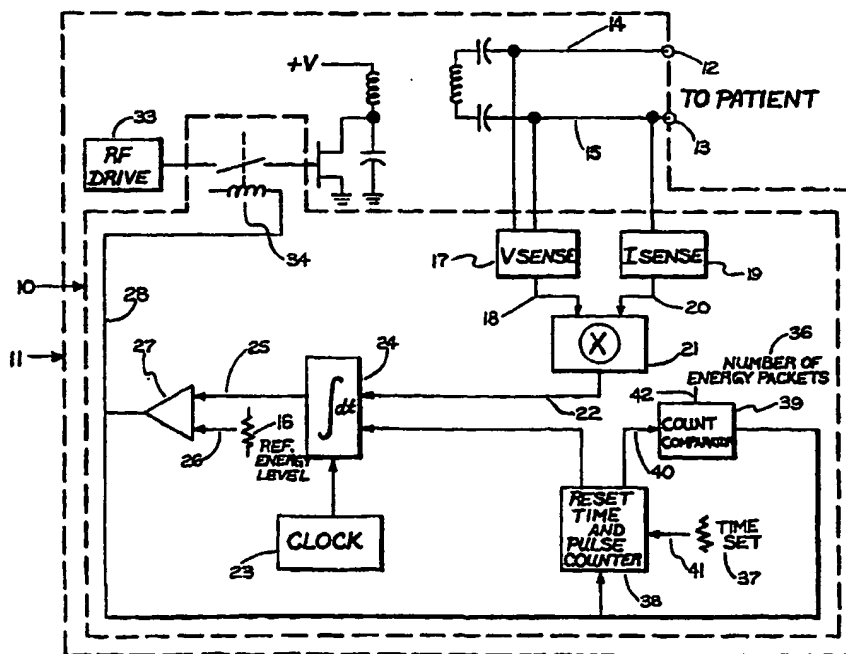 14
+V
12
TO PATIENT
33
RF
DRIVE
15
13
34
17
V SENSE
I SENSE
19
10
28
18
20
X
21
36
NUMBER OF
ENERGY PACKETS
11
27
25
24
∫dt
22
42
39
COUNT
COMPARATOR
16
26
REF.
ENERGY
LEVEL
40
RESET
TIME
AND
PULSE
COUNTER
TIME
SET
41
37
CLOCK
23
38